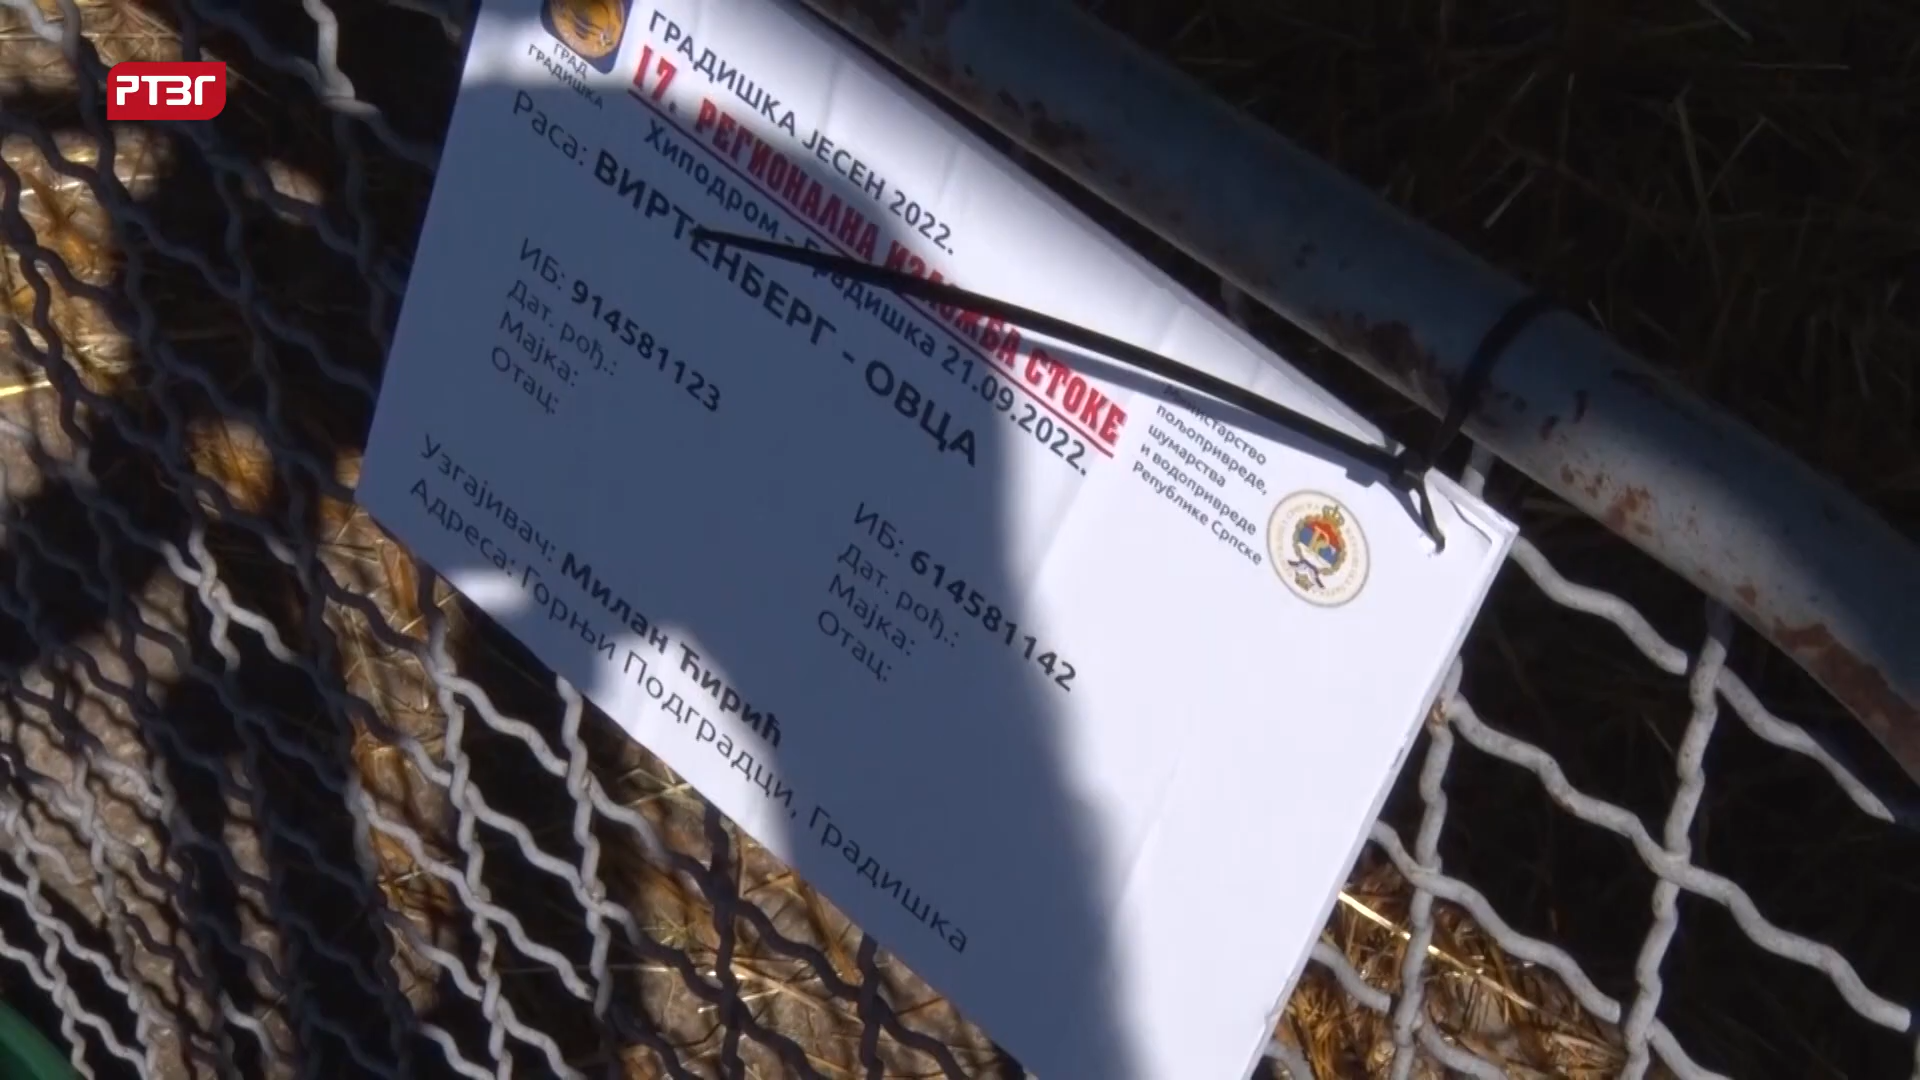 РТВГ
ГРАД
ГРАДИШКА
ГРАДИШКА ЈЕСЕН 2022.
17. РЕГИОНАЛНА ИЗЛОЖБА СТОКЕ
Хиподром - Градишка 21.09.2022.
Министарство
пољопривреде,
шумарства
и водопривреде
Републике Српске
Раса: ВИРТЕНБЕРГ - ОВЦА
ИБ: 914581123
Дат. рођ.:
Мајка:
Отац:
ИБ: 614581142
Дат. рођ.:
Мајка:
Отац:
Узгајивач: Милан Ћирић
Адреса: Горњи Подградци, Градишка